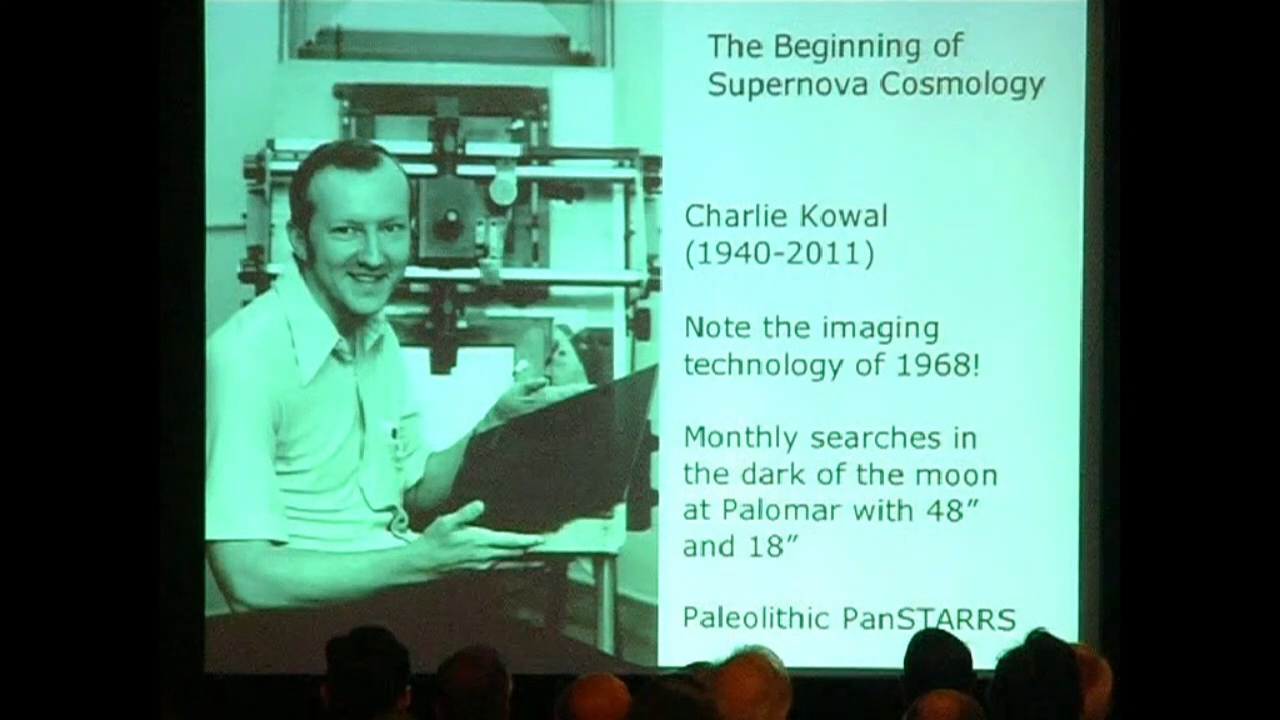 The Beginning of
Supernova Cosmology
Charlie Kowal
(1940-2011)
Note the imaging
technology of 1968!
Monthly searches in
the dark of the moon
at Palomar with 48”
and 18”
Paleolithic PanSTARRS